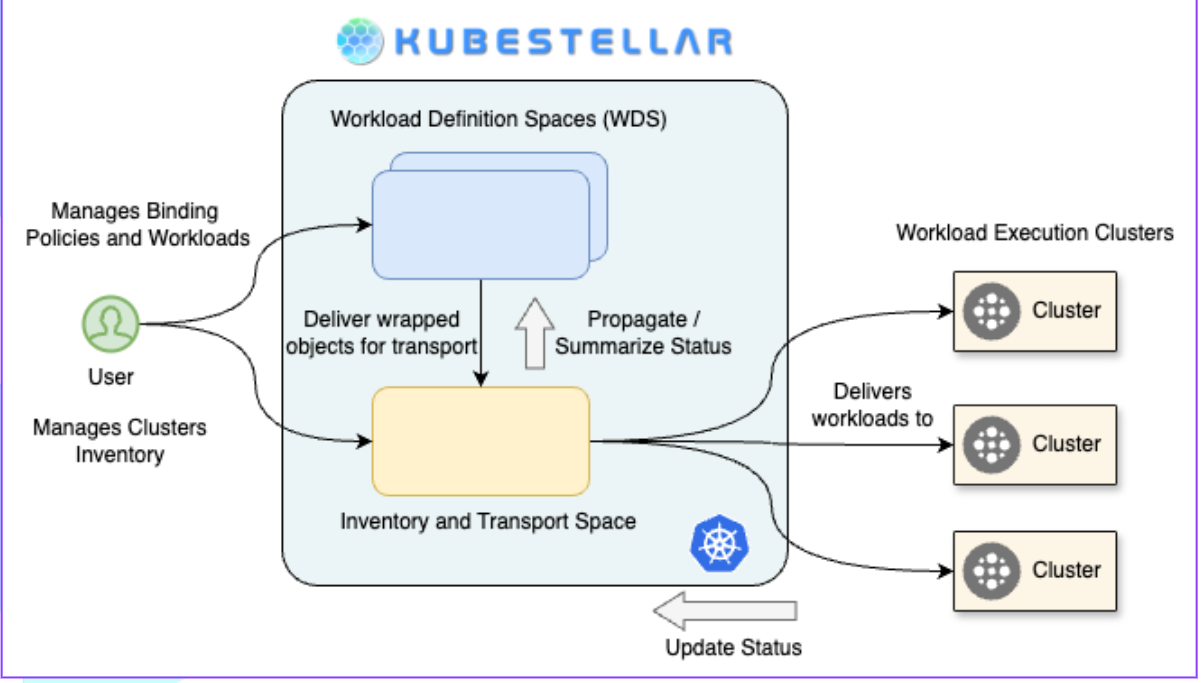 KUBESTELLAR
Workload Definition Spaces (WDS)
Manages Binding
Policies and Workloads
Workload Execution Clusters
Cluster
Deliver wrapped
objects for transport
Propagate /
Summarize Status
User
Delivers
workloads to
Manages Clusters
Inventory
Cluster
Inventory and Transport Space
Cluster
Update Status